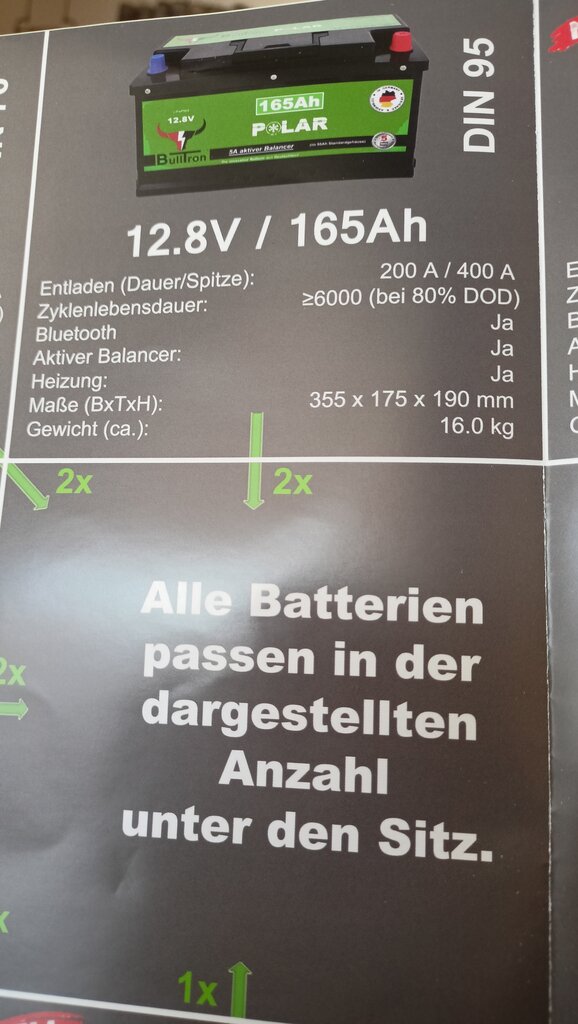 DIN 95
12.8V
165Ah
POLAR
BullTron
5A aktiver Balancer
12.8V / 165Ah
Entladen (Dauer/Spitze): 200 A / 400 A
Zyklenlebensdauer: ≥6000 (bei 80% DOD)
Bluetooth Ja
Aktiver Balancer: Ja
Heizung: Ja
Maße (BxTxH): 355 x 175 x 190 mm
Gewicht (ca.): 16.0 kg
2x
2x
Alle Batterien
passen in der
dargestellten
Anzahl
unter den Sitz.
2x
1x